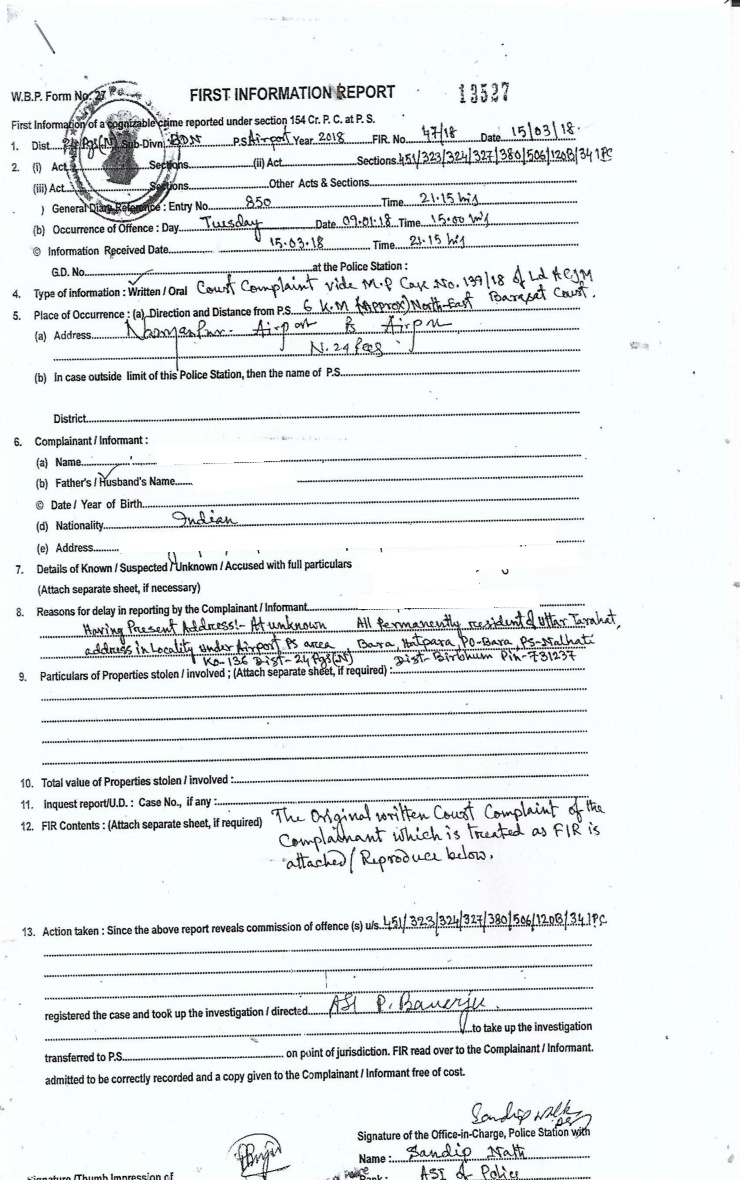 W.B.P. Form No. 27
FIRST INFORMATION REPORT
13527
First Information of a cognizable crime reported under section 154 Cr. P. C. at P. S.
1. Dist. 24 Pgs(N) Sub-Divn. BDN P.S. Airport Year 2018 FIR. No. 47/18 Date 15/03/18.
2. (i) Act Sections (ii) Act Sections 451/323/324/327/380/506/120B/34 IPC
(iii) Act Sections Other Acts & Sections
) General Diary Reference : Entry No. 850 Time 21.15 hrs
(b) Occurrence of Offence : Day Tuesday Date 09.01.18 Time 15.00 hrs
© Information Received Date 15.03.18 Time 21.15 hrs
G.D. No. at the Police Station :
4. Type of information : Written / Oral Court Complaint vide M.P Case No. 139/18 of Ld ACJM Barasat Court.
5. Place of Occurrence : (a) Direction and Distance from P.S. 6 K.M (Approx) North-East
(a) Address Airport PS Airport
N. 24 Pgs
(b) In case outside limit of this Police Station, then the name of P.S.
District
6. Complainant / Informant :
(a) Name
(b) Father's / Husband's Name
© Date / Year of Birth
(d) Nationality Indian
(e) Address
7. Details of Known / Suspected / Unknown / Accused with full particulars
(Attach separate sheet, if necessary)
8. Reasons for delay in reporting by the Complainant / Informant
Having Present Address:- At unknown All Permanently resident of Uttar Tarahat,
address in Locality under Airport PS area Bara, Hatpara, PO-Bara, PS-Nalhati
Ko-136 Dist-24 Pgs(N) Dist- Birbhum Pin-731237
9. Particulars of Properties stolen / involved ; (Attach separate sheet, if required) :
10. Total value of Properties stolen / involved :
11. Inquest report/U.D. : Case No., if any :
12. FIR Contents : (Attach separate sheet, if required) The Original written Court Complaint of the
Complainant which is treated as FIR is
attached/Reproduce below.
13. Action taken : Since the above report reveals commission of offence (s) u/s. 451/323/324/327/380/506/120B/34 IPC
registered the case and took up the investigation / directed ASI P. Banerjee
to take up the investigation
transferred to P.S. on point of jurisdiction. FIR read over to the Complainant / Informant.
admitted to be correctly recorded and a copy given to the Complainant / Informant free of cost.
Signature of the Office-in-Charge, Police Station with
Name : Sandip Nath
Signature /Thumb Impression of
Rank : ASI of Police